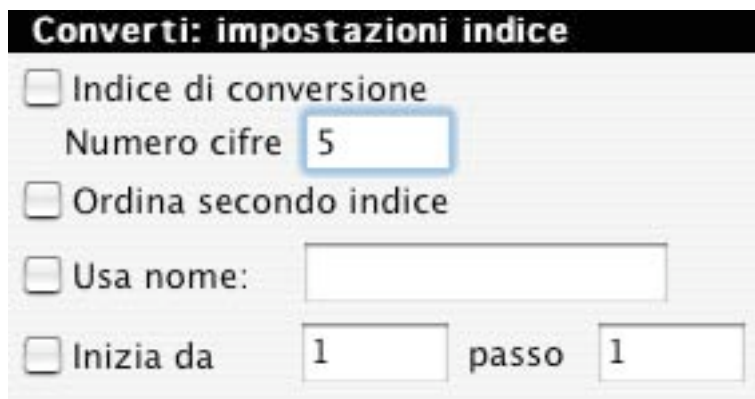 Converti: impostazioni indice
Indice di conversione
Numero cifre 5
Ordina secondo indice
Usa nome:
Inizia da 1 passo 1